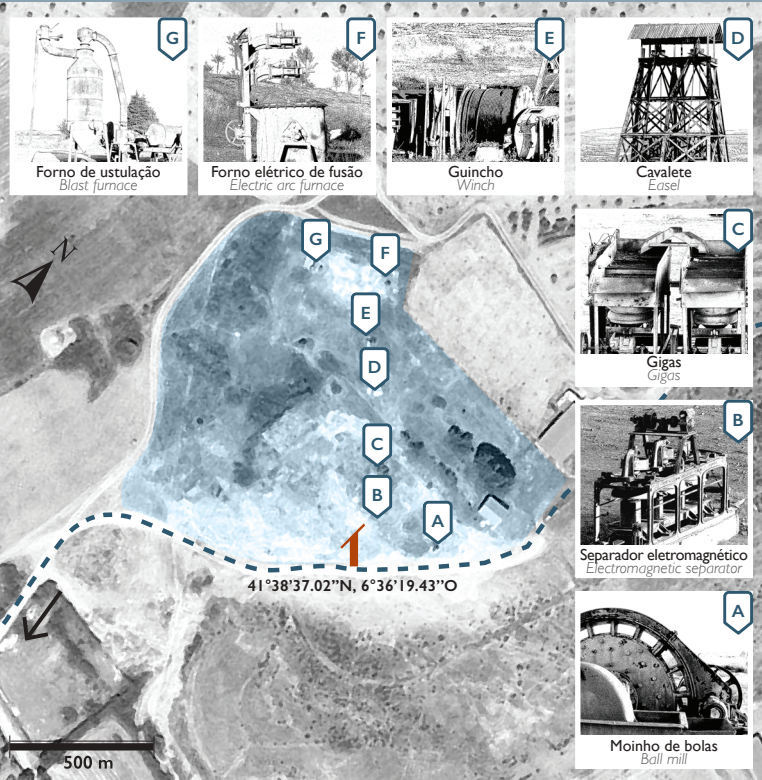 G
F
E
D
Forno de ustulação
Blast furnace
Forno elétrico de fusão
Electric arc furnace
Guincho
Winch
Cavalete
Easel
N
G
F
E
D
C
B
A
C
Gigas
Gigas
B
Separador eletromagnético
Electromagnetic separator
A
Moinho de bolas
Ball mill
41°38'37.02”N, 6°36'19.43”O
500 m